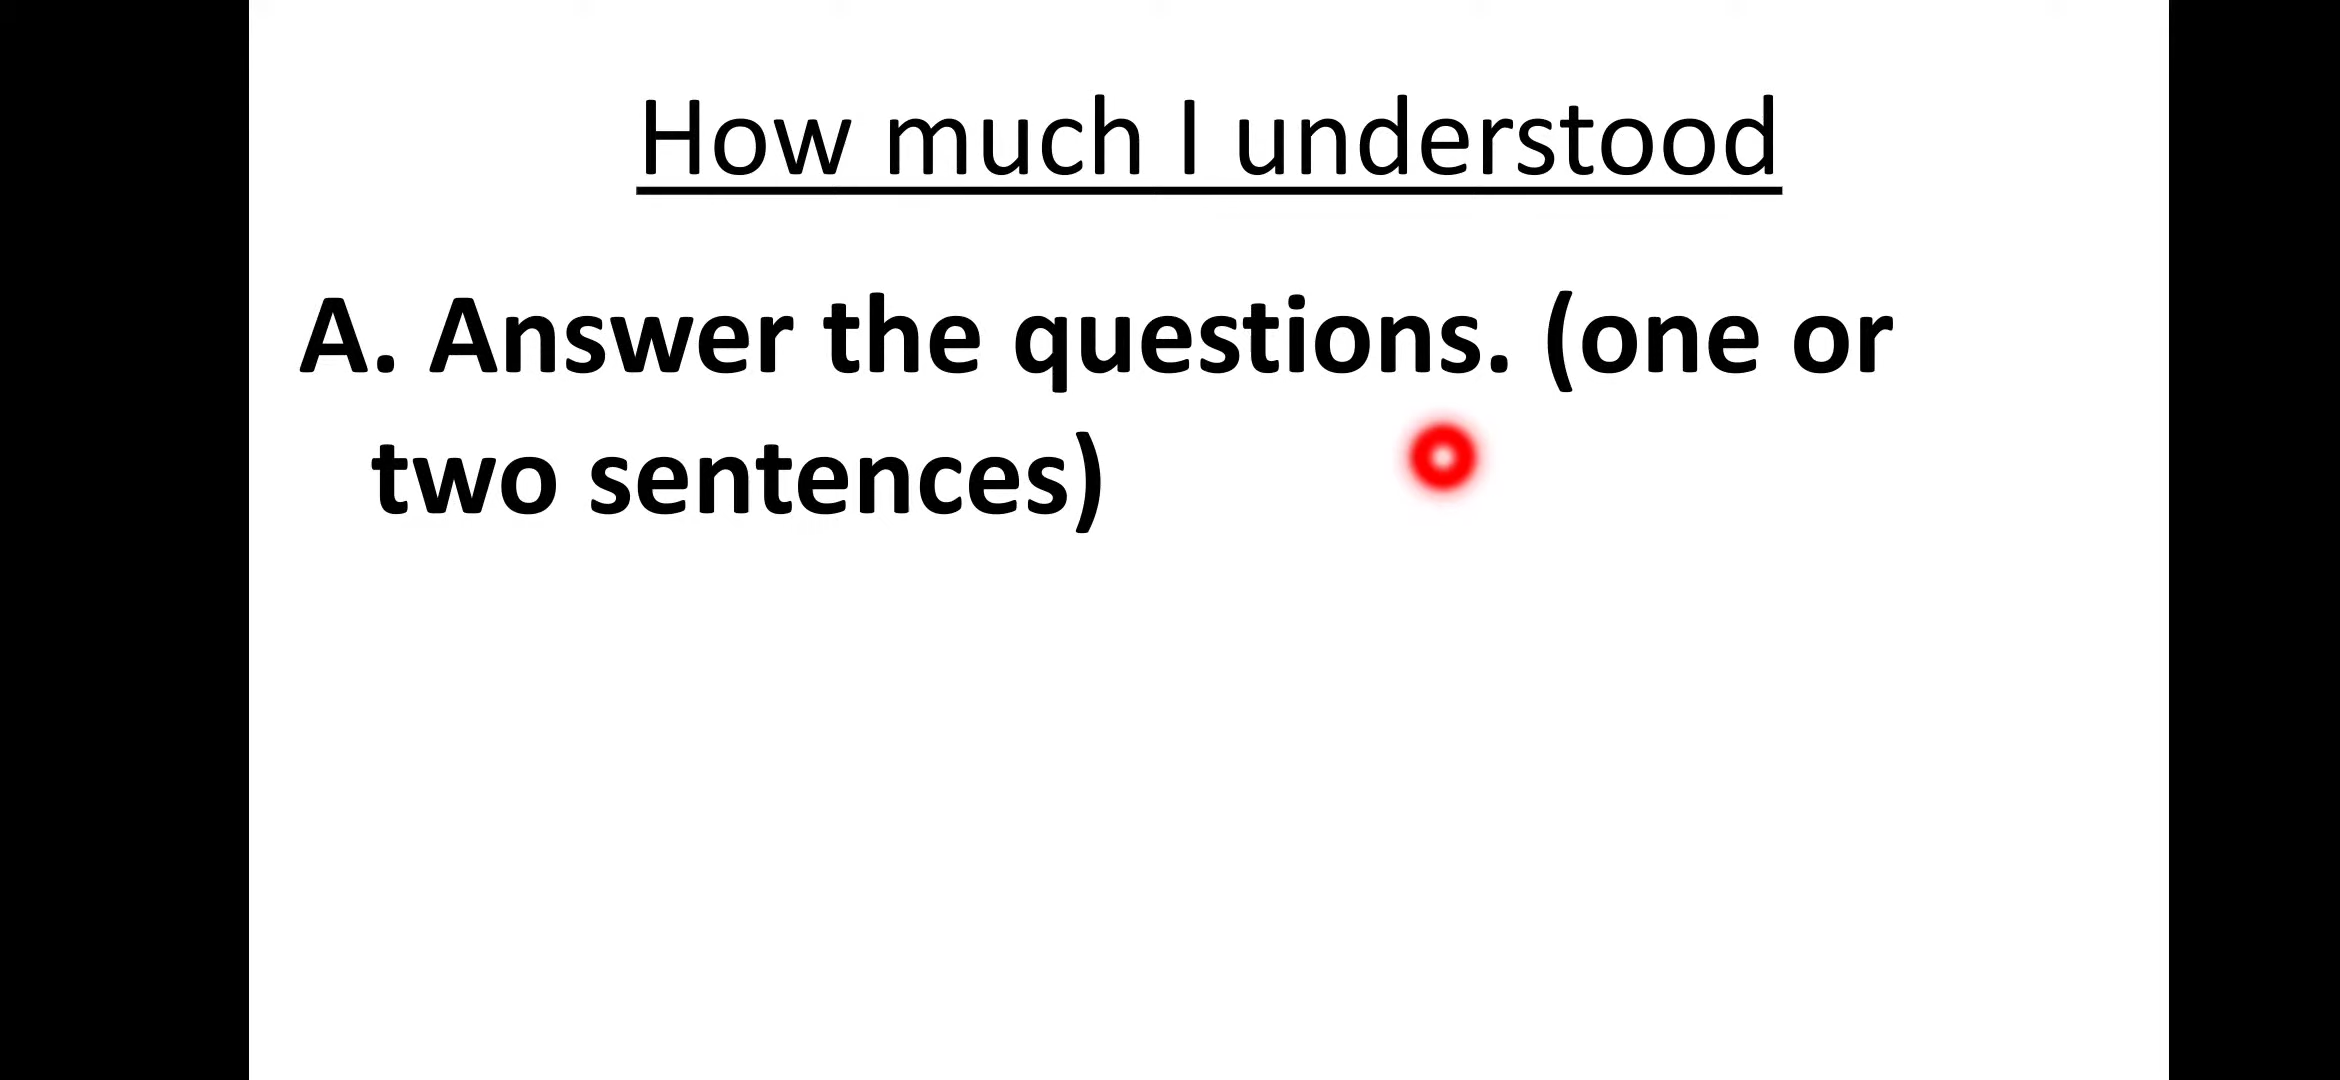 How much I understood
A. Answer the questions. (one or
two sentences)